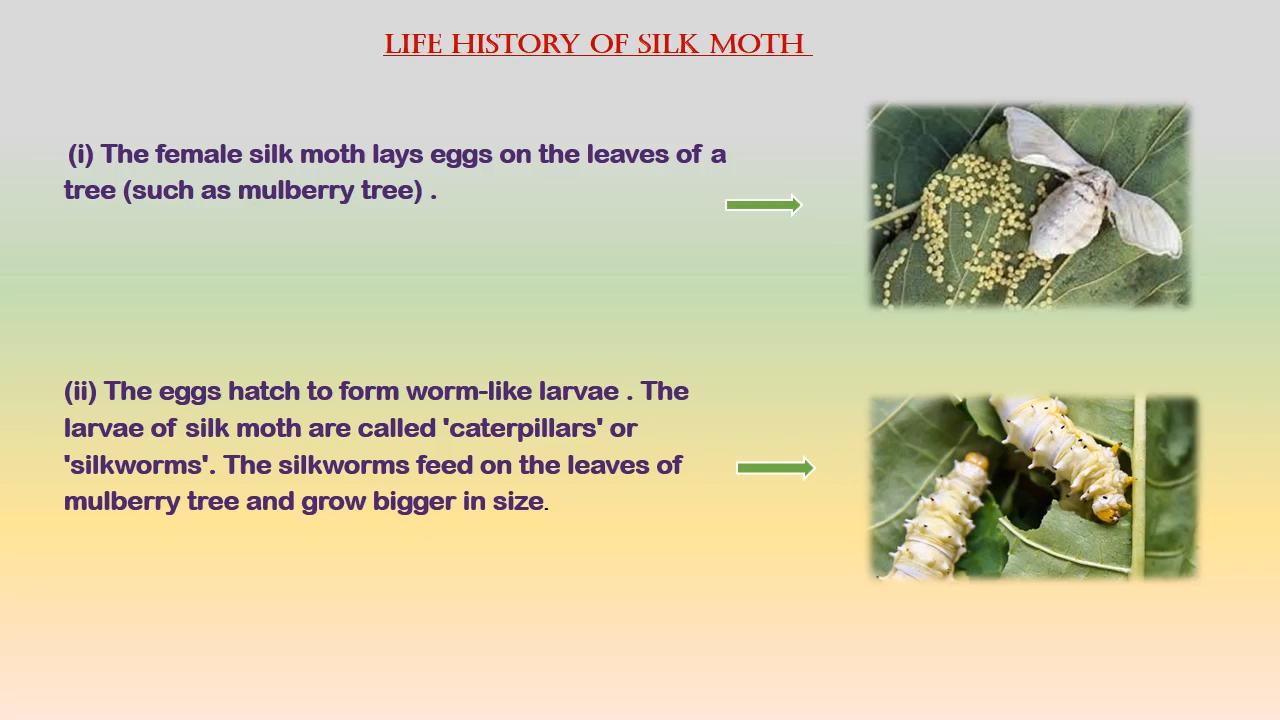 LIFE HISTORY OF SILK MOTH
(i) The female silk moth lays eggs on the leaves of a
tree (such as mulberry tree) .
(ii) The eggs hatch to form worm-like larvae . The
larvae of silk moth are called 'caterpillars' or
'silkworms'. The silkworms feed on the leaves of
mulberry tree and grow bigger in size.